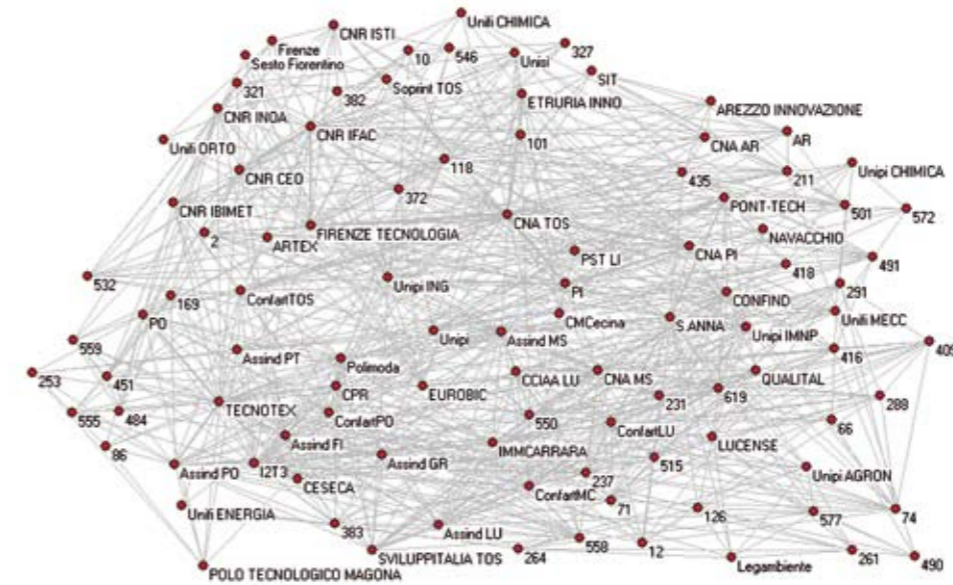 Unifi CHIMICA
CNR ISTI
Firenze
Sesto Fiorentino
10
546
Unisi
327
SIT
321
382
Soprint TOS
ETRURIA INNO
AREZZO INNOVAZIONE
CNR INOA
CNR IFAC
101
CNA AR
AR
Unifi ORTO
118
CNR CEO
372
435
211
Unipi CHIMICA
CNR IBIMET
2
ARTEX
FIRENZE TECNOLOGIA
CNA TOS
PONT-TECH
501
572
NAVACCHIO
PST LI
CNA PI
418
491
532
169
ConfartTOS
Unipi ING
PI
CONFIND
291
PO
CMCecina
S.ANNA
Unipi IMNP
Unifi MECC
559
Unipi
Assind MS
416
409
253
451
Assind PT
Polimoda
CPR
EUROBIC
CCIAA LU
CNA MS
231
619
QUALITAL
288
555
484
TECNOTEX
ConfartPO
550
ConfartLU
66
86
Assind FI
IMMCARRARA
LUCENSE
Assind PO
I2T3
Assind GR
515
Unipi AGRON
CESECA
237
ConfartMC
71
126
577
74
Unifi ENERGIA
383
Assind LU
558
12
SVILUPPITALIA TOS
264
Legambiente
261
490
POLO TECNOLOGICO MAGONA